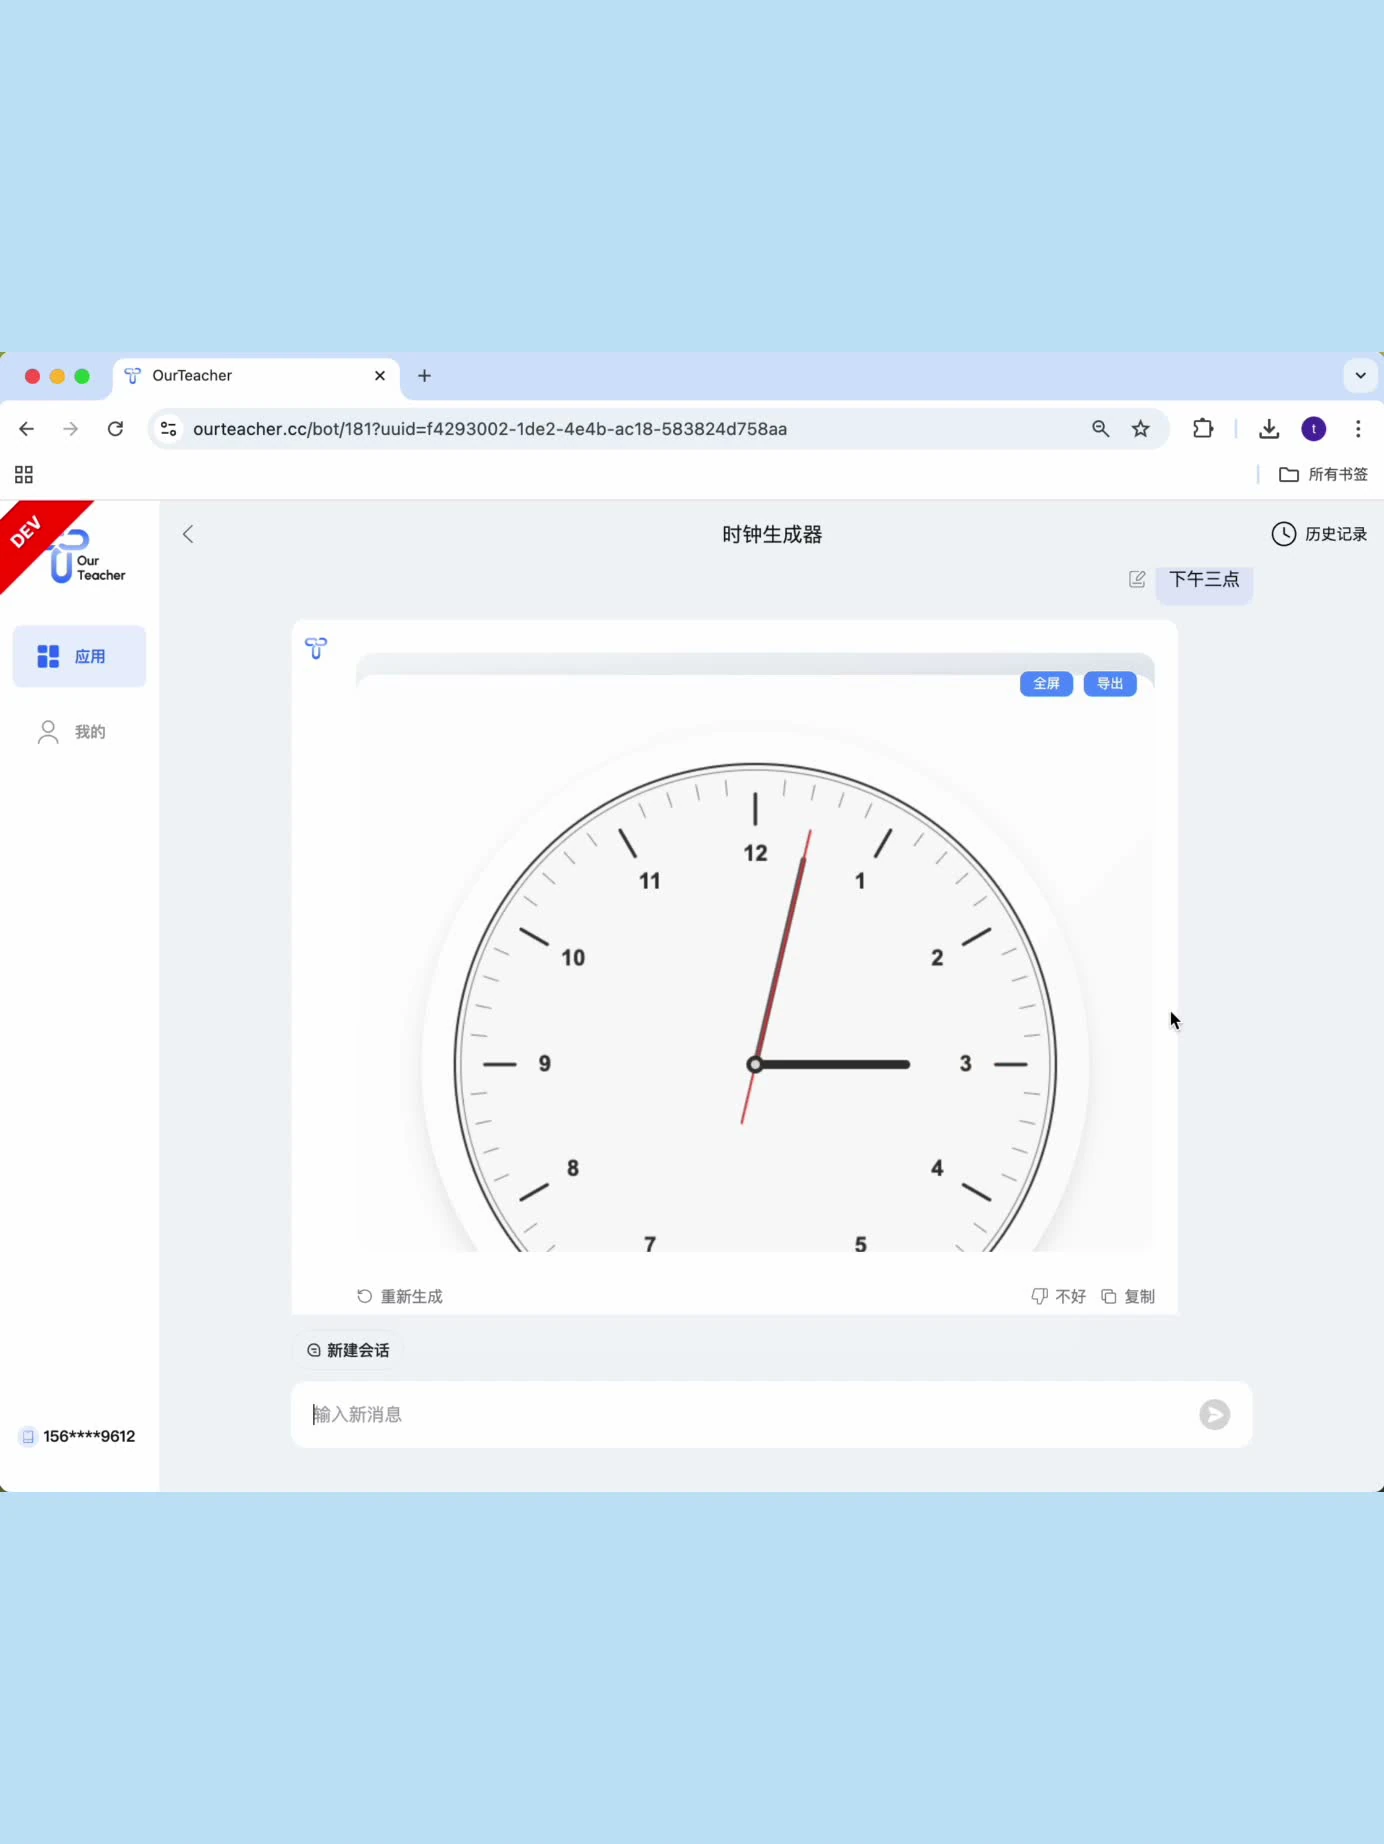 OurTeacher
ourteacher.cc/bot/181?uuid=f4293002-1de2-4e4b-ac18-583824d758aa
所有书签
DEV
Our
Teacher
时钟生成器
历史记录
下午三点
应用
我的
全屏
导出
12
11
1
10
2
9
3
8
4
7
5
重新生成
不好
复制
新建会话
输入新消息
156****9612
t